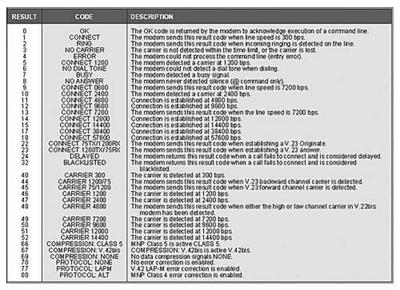 RESULT CODE DESCRIPTION
0 OK The OK code is returned by the modem to acknowledge execution of a command line.
1 CONNECT The modem sends this result code when line speed is 300 bps.
2 RING The modem sends this result code when incoming ringing is detected on the line.
3 NO CARRIER The carrier is not detected within the time limit, or the carrier is lost.
4 ERROR The modem could not process the command line (entry error).
5 CONNECT 1200 The modem detected a carrier at 1200 bps.
6 NO DIAL TONE The modem could not detect a dial tone when dialing.
7 BUSY The modem detected a busy signal.
8 NO ANSWER The modem never detected silence (@ command only).
9 CONNECT 0600 The modem sends this result code when line speed is 7200 bps.
10 CONNECT 2400 The modem detected a carrier at 2400 bps.
11 CONNECT 4800 Connection is established at 4800 bps.
12 CONNECT 9600 Connection is established at 9600 bps.
13 CONNECT 7200 The modem sends this result code when the line speed is 7200 bps.
14 CONNECT 12000 Connection is established at 12000 bps.
15 CONNECT 14400 Connection is established at 14400 bps.
17 CONNECT 38400 Connection is established at 38400 bps.
18 CONNECT 57600 Connection is established at 57600 bps.
22 CONNECT 75TX/1200RX The modem sends this result code when establishing a V.23 Originate.
23 CONNECT 1200TX/75RX The modem sends this result code when establishing a V.23 answer.
24 DELAYED The modem returns this result code when a call fails to connect and is considered delayed.
32 BLACKLISTED The modem returns this result code when a call fails to connect and is considered
blacklisted.
40 CARRIER 300 The carrier is detected at 300 bps.
44 CARRIER 1200/75 The modem sends this result code when V.23 backward channel carrier is detected.
45 CARRIER 75/1200 The modem sends this result code when V.23 forward channel carrier is detected.
46 CARRIER 1200 The carrier is detected at 1200 bps.
47 CARRIER 2400 The carrier is detected at 2400 bps.
48 CARRIER 4800 The modem sends this result code when either the high or low channel carrier in V.22bis
modem has been detected.
49 CARRIER 7200 The carrier is detected at 7200 bps.
50 CARRIER 9600 The carrier is detected at 9600 bps.
51 CARRIER 12000 The carrier is detected at 12000 bps.
52 CARRIER 14400 The carrier is detected at 14400 bps.
66 COMPRESSION: CLASS 5 MNP Class 5 is active CLASS 5.
67 COMPRESSION: V.42bis COMPRESSION: V.42bis is active V.42bis.
69 COMPRESSION: NONE No data compression signals NONE.
70 PROTOCOL: NONE No error correction is enabled.
77 PROTOCOL: LAPM V.42 LAP-M error correction is enabled.
80 PROTOCOL: ALT MNP Class 4 error correction is enabled.